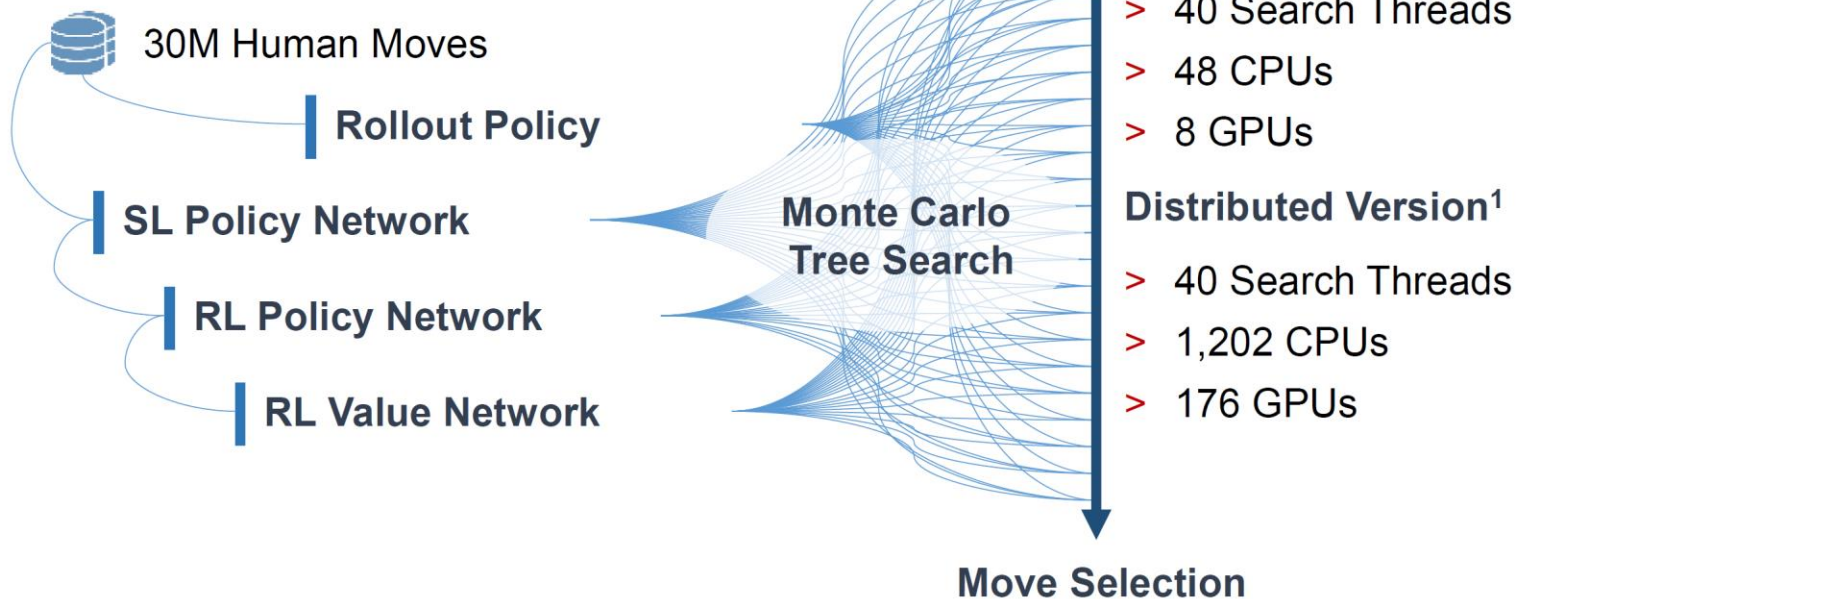 30M Human Moves
Rollout Policy
SL Policy Network
RL Policy Network
RL Value Network
Monte Carlo
Tree Search
> 40 Search Threads
> 48 CPUs
> 8 GPUs
Distributed Version¹
> 40 Search Threads
> 1,202 CPUs
> 176 GPUs
Move Selection